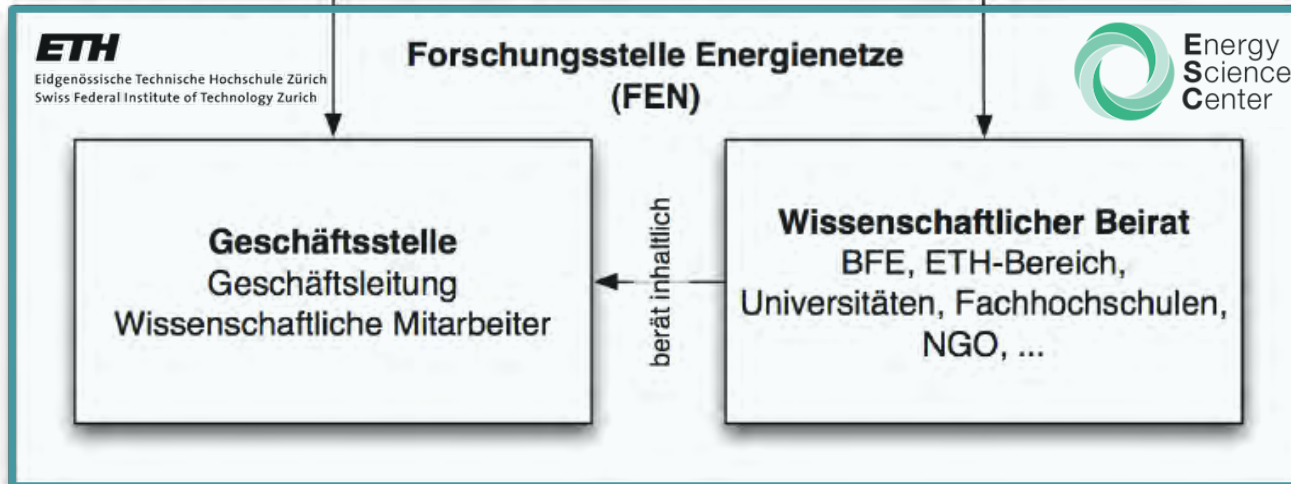 ETH
Eidgenössische Technische Hochschule Zürich
Swiss Federal Institute of Technology Zurich
Forschungsstelle Energienetze
(FEN)
Energy
Science
Center
Geschäftsstelle
Geschäftsleitung
Wissenschaftliche Mitarbeiter
berät inhaltlich
Wissenschaftlicher Beirat
BFE, ETH-Bereich,
Universitäten, Fachhochschulen,
NGO, ...